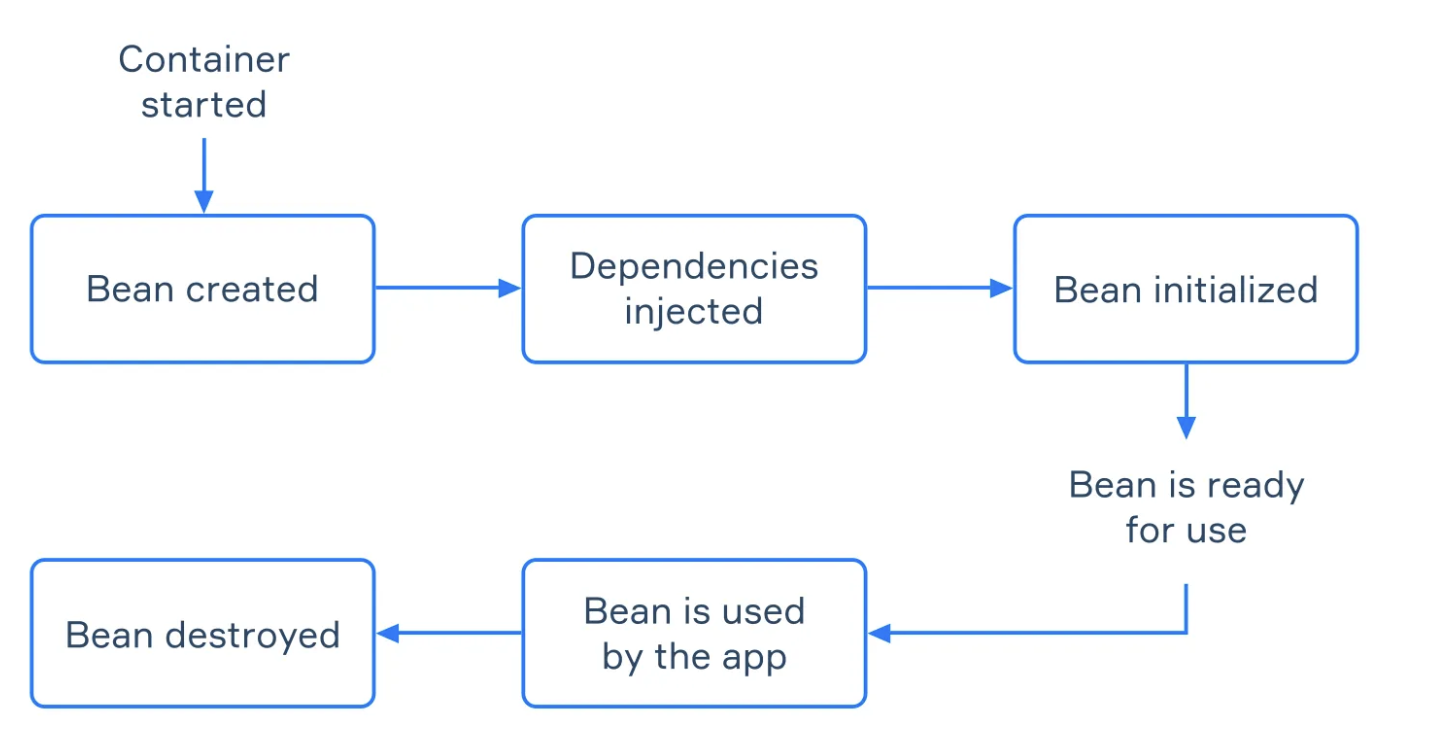 Container
started
Bean created
Dependencies
injected
Bean initialized
Bean is ready
for use
Bean is used
by the app
Bean destroyed